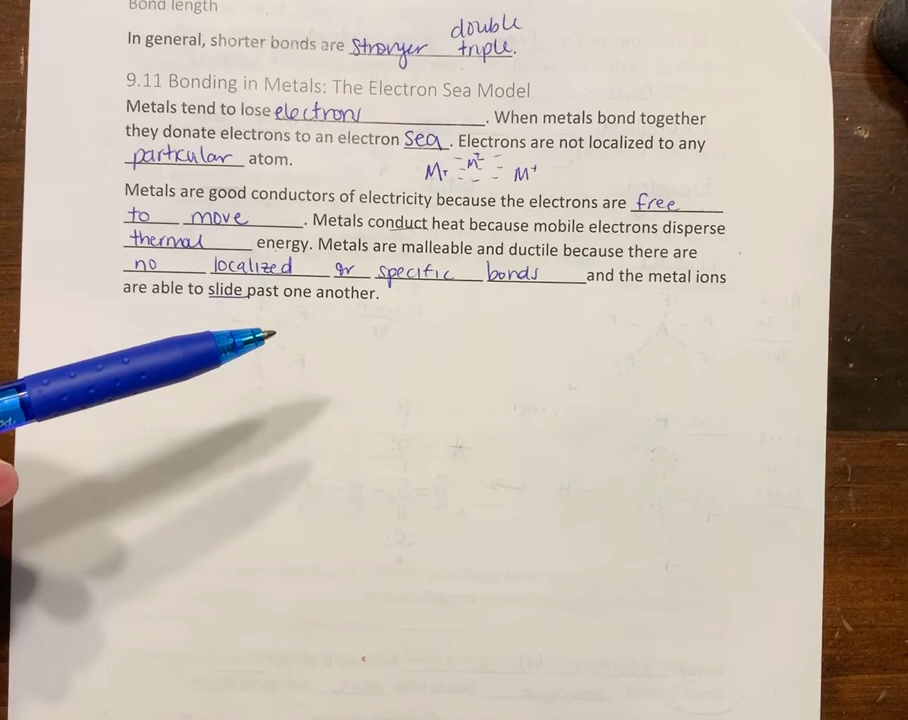 Bond length
double
In general, shorter bonds are stronger triple.
9.11 Bonding in Metals: The Electron Sea Model
Metals tend to lose electrons. When metals bond together
they donate electrons to an electron sea. Electrons are not localized to any
particular atom.
M+ M+ M+
Metals are good conductors of electricity because the electrons are free
to move. Metals conduct heat because mobile electrons disperse
thermal energy. Metals are malleable and ductile because there are
no localized or specific bonds and the metal ions
are able to slide past one another.